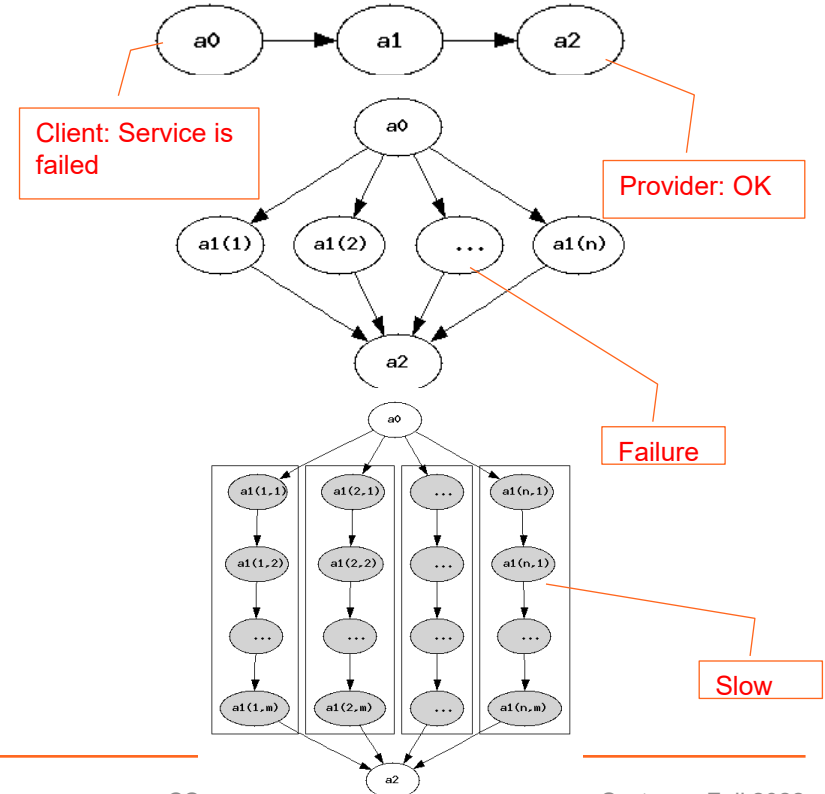 a0 a1 a2
Client: Service is
failed
Provider: OK
a0
a1(1) a1(2) ... a1(n)
a2
Failure
a0
a1(1,1) a1(2,1) ... a1(n,1)
a1(1,2) a1(2,2) ... a1(n,1)
... ... ... ...
Slow
a1(1,m) a1(2,m) ... a1(n,m)
a2